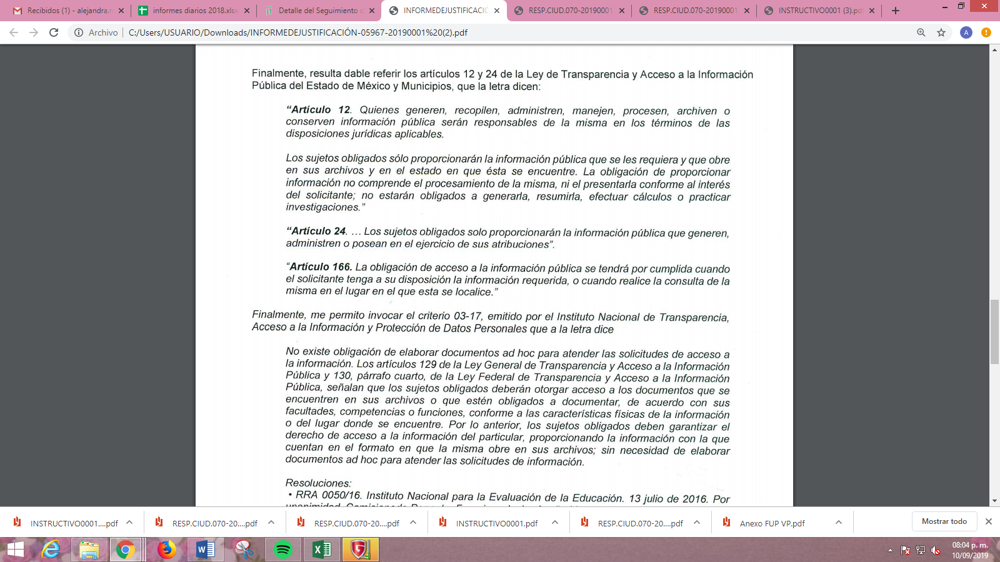 Recibidos (1) - alejandra.n
informes diarios 2018.xlsx
Detalle del Seguimiento d
INFORMEDEJUSTIFICACIÓ
RESP.CIUD.070-20190001
RESP.CIUD.070-20190001
INSTRUCTIVO0001 (3).pd
Archivo
C:/Users/USUARIO/Downloads/INFORMEDEJUSTIFICACIÓN-05967-20190001%20(2).pdf
A
Finalmente, resulta dable referir los artículos 12 y 24 de la Ley de Transparencia y Acceso a la Información
Pública del Estado de México y Municipios, que la letra dicen:
“Artículo 12. Quienes generen, recopilen, administren, manejen, procesen, archiven o
conserven información pública serán responsables de la misma en los términos de las
disposiciones jurídicas aplicables.
Los sujetos obligados sólo proporcionarán la información pública que se les requiera y que obre
en sus archivos y en el estado en que ésta se encuentre. La obligación de proporcionar
información no comprende el procesamiento de la misma, ni el presentarla conforme al interés
del solicitante; no estarán obligados a generarla, resumirla, efectuar cálculos o practicar
investigaciones.”
“Artículo 24. … Los sujetos obligados solo proporcionarán la información pública que generen,
administren o posean en el ejercicio de sus atribuciones”.
“Artículo 166. La obligación de acceso a la información pública se tendrá por cumplida cuando
el solicitante tenga a su disposición la información requerida, o cuando realice la consulta de la
misma en el lugar en el que esta se localice.”
Finalmente, me permito invocar el criterio 03-17, emitido por el Instituto Nacional de Transparencia,
Acceso a la Información y Protección de Datos Personales que a la letra dice
No existe obligación de elaborar documentos ad hoc para atender las solicitudes de acceso a
la información. Los artículos 129 de la Ley General de Transparencia y Acceso a la Información
Pública y 130, párrafo cuarto, de la Ley Federal de Transparencia y Acceso a la Información
Pública, señalan que los sujetos obligados deberán otorgar acceso a los documentos que se
encuentren en sus archivos o que estén obligados a documentar, de acuerdo con sus
facultades, competencias o funciones, conforme a las características físicas de la información
o del lugar donde se encuentre. Por lo anterior, los sujetos obligados deben garantizar el
derecho de acceso a la información del particular, proporcionando la información con la que
cuentan en el formato en que la misma obre en sus archivos; sin necesidad de elaborar
documentos ad hoc para atender las solicitudes de información.
Resoluciones:
• RRA 0050/16. Instituto Nacional para la Evaluación de la Educación. 13 julio de 2016. Por
INSTRUCTIVO0001....pdf
RESP.CIUD.070-20....pdf
RESP.CIUD.070-20....pdf
INSTRUCTIVO0001.pdf
RESP.CIUD.070-20....pdf
Anexo FUP VP.pdf
Mostrar todo
08:04 p. m.
10/09/2019